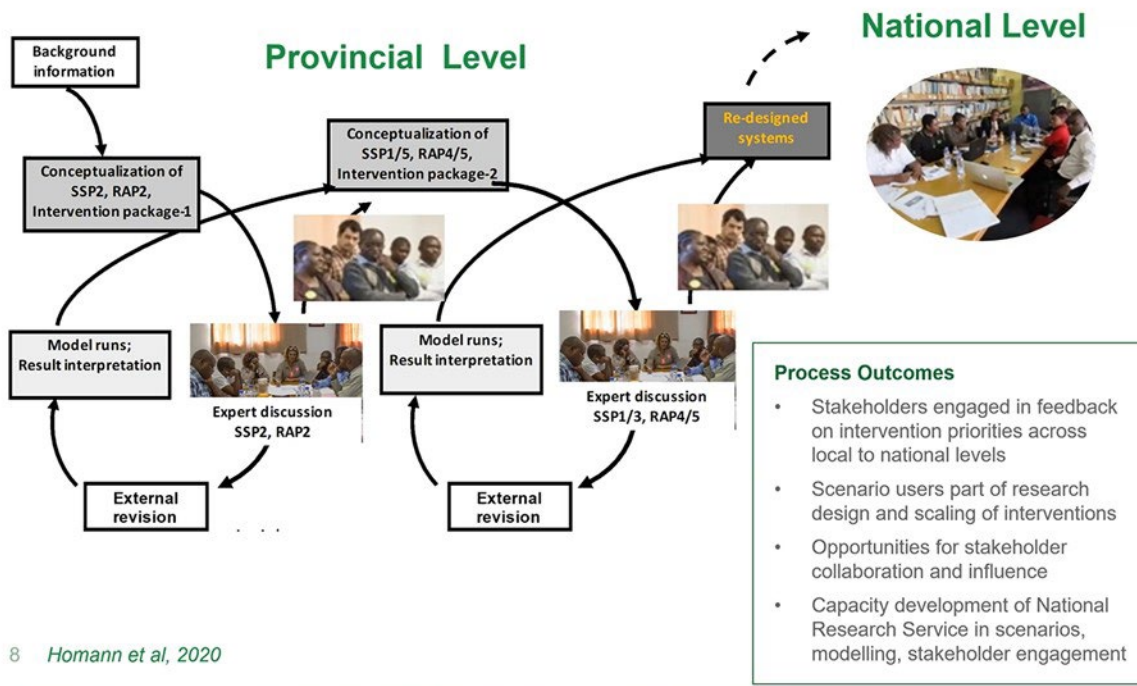 National Level
Provincial Level
Background
information
Conceptualization of
SSP2, RAP2,
Intervention package-1
Conceptualization of
SSP1/5, RAP4/5,
Intervention package-2
Re-designed
systems
Model runs;
Result interpretation
Expert discussion
SSP2, RAP2
External
revision
Model runs;
Result interpretation
Expert discussion
SSP1/3, RAP4/5
External
revision
Process Outcomes
• Stakeholders engaged in feedback
on intervention priorities across
local to national levels
• Scenario users part of research
design and scaling of interventions
• Opportunities for stakeholder
collaboration and influence
• Capacity development of National
Research Service in scenarios,
modelling, stakeholder engagement
8 Homann et al, 2020